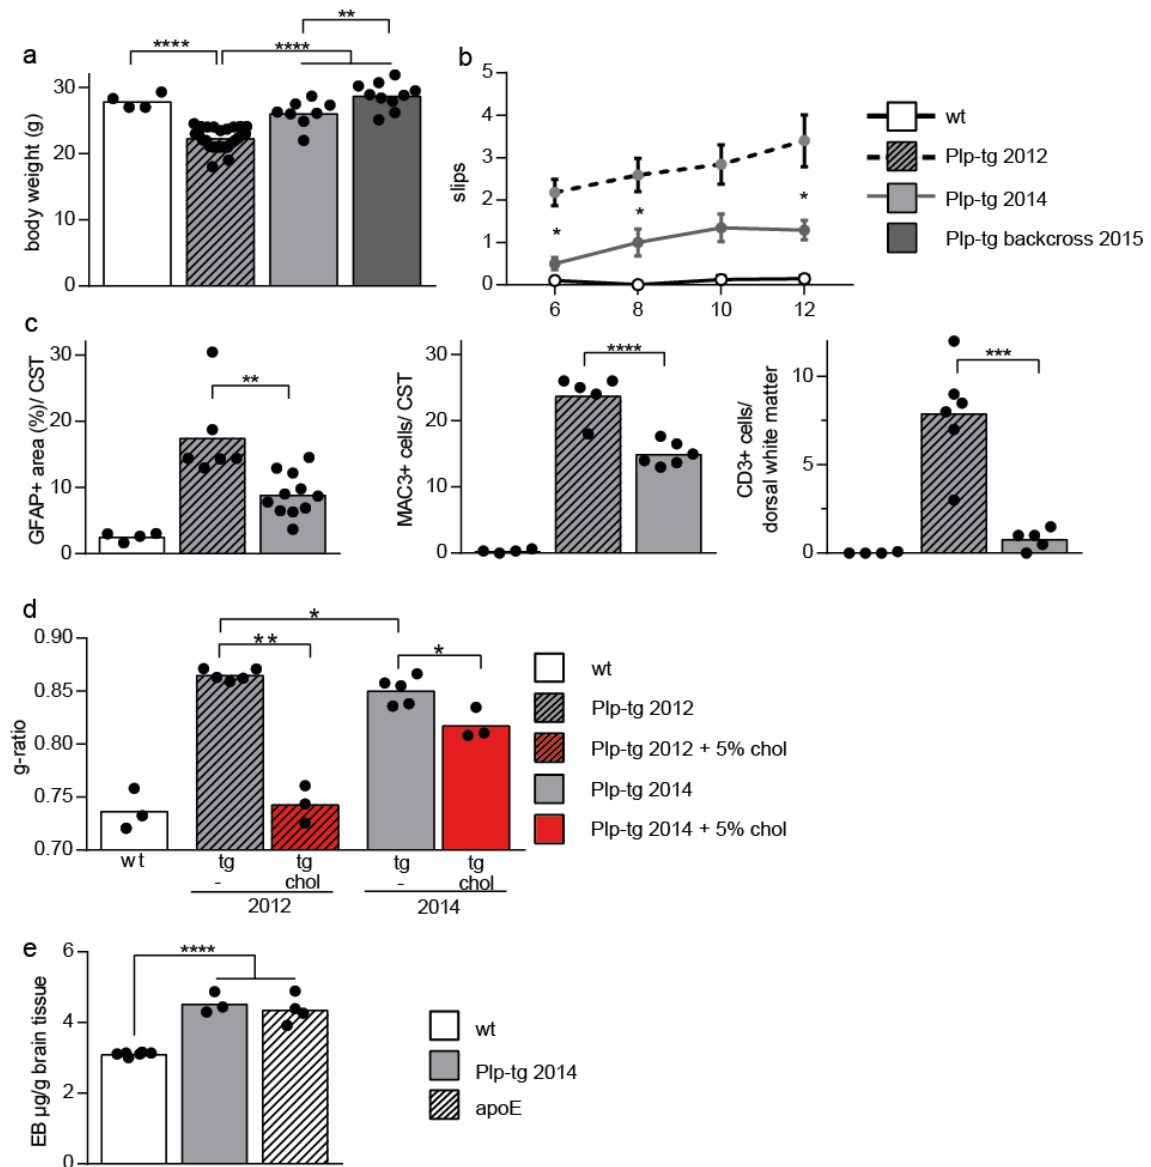 **
a
****
****
body weight (g)
30
20
10
0
b
slips
5
4
3
2
1
0
*
*
*
6
8
10
12
wt
Plp-tg 2012
Plp-tg 2014
Plp-tg backcross 2015
c
GFAP+ area (%)/ CST
30
20
10
0
**
MAC3+ cells/ CST
30
20
10
0
****
CD3+ cells/
dorsal white matter
10
5
0
***
d
g-ratio
0.90
0.85
0.80
0.75
0.70
*
**
*
wt
tg
tg
tg
tg
-
chol
-
chol
2012
2014
wt
Plp-tg 2012
Plp-tg 2012 + 5% chol
Plp-tg 2014
Plp-tg 2014 + 5% chol
e
EB µg/g brain tissue
6
4
2
0
****
wt
Plp-tg 2014
apoE